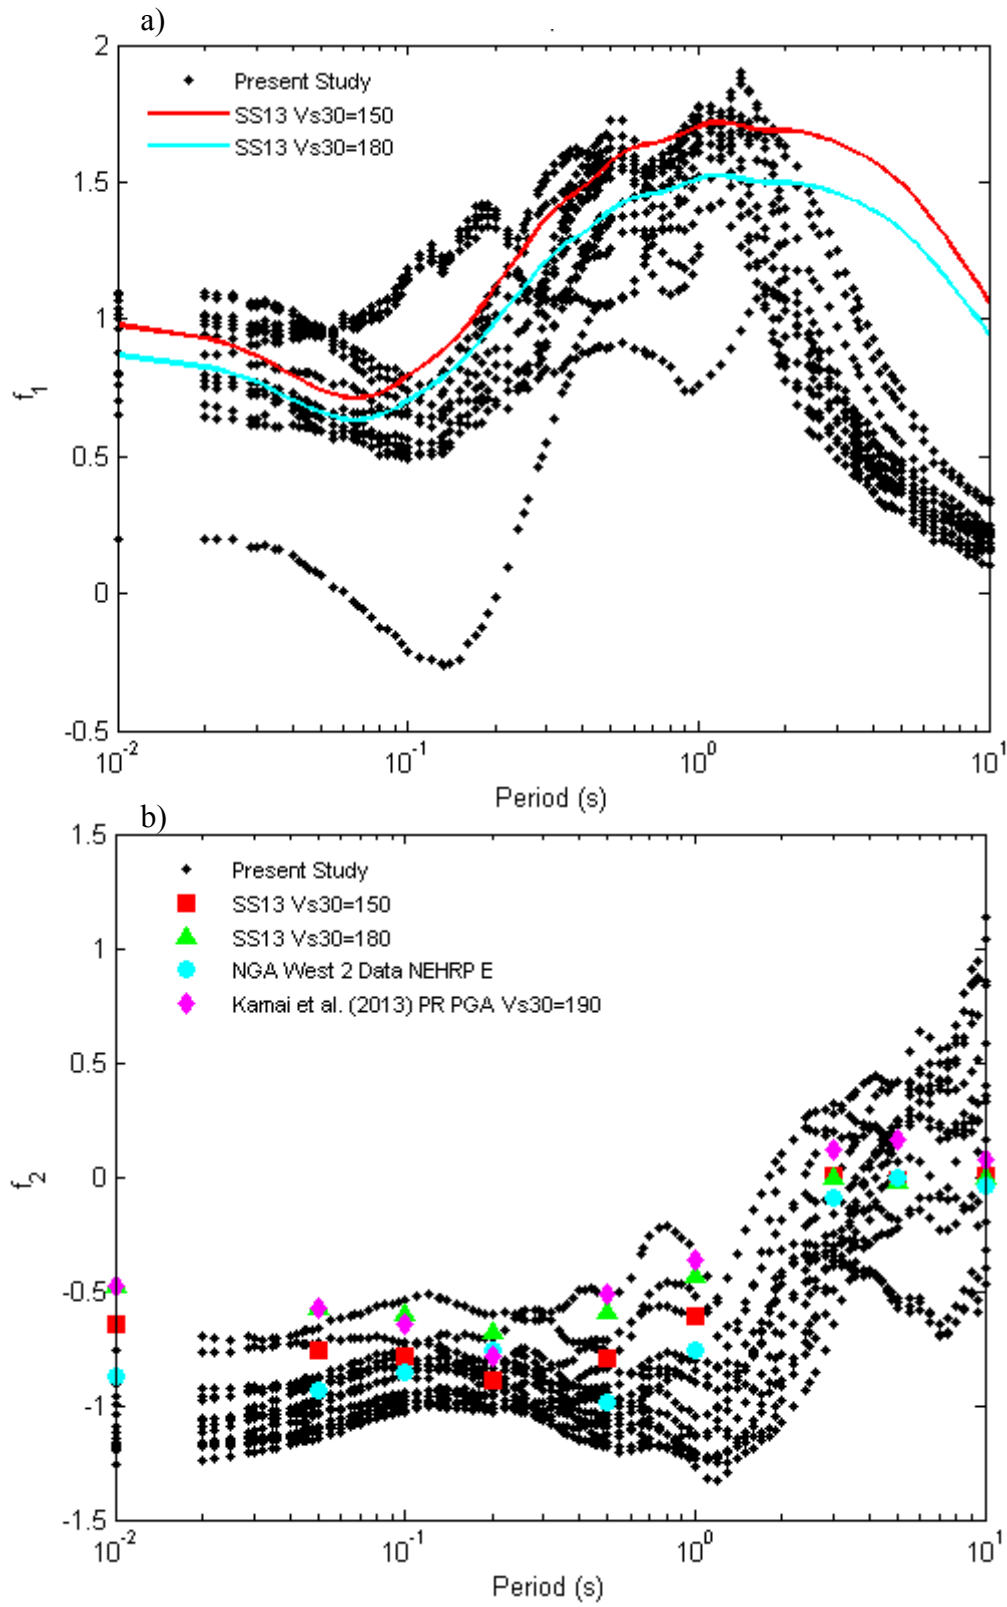 a)
2
1.5
1
0.5
0
-0.5
f1
Present Study
SS13 Vs30=150
SS13 Vs30=180
10-2
10-1
100
101
Period (s)
b)
1.5
1
0.5
0
-0.5
-1
-1.5
f2
Present Study
SS13 Vs30=150
SS13 Vs30=180
NGA West 2 Data NEHRP E
Kamai et al. (2013) PR PGA Vs30=190
10-2
10-1
100
101
Period (s)